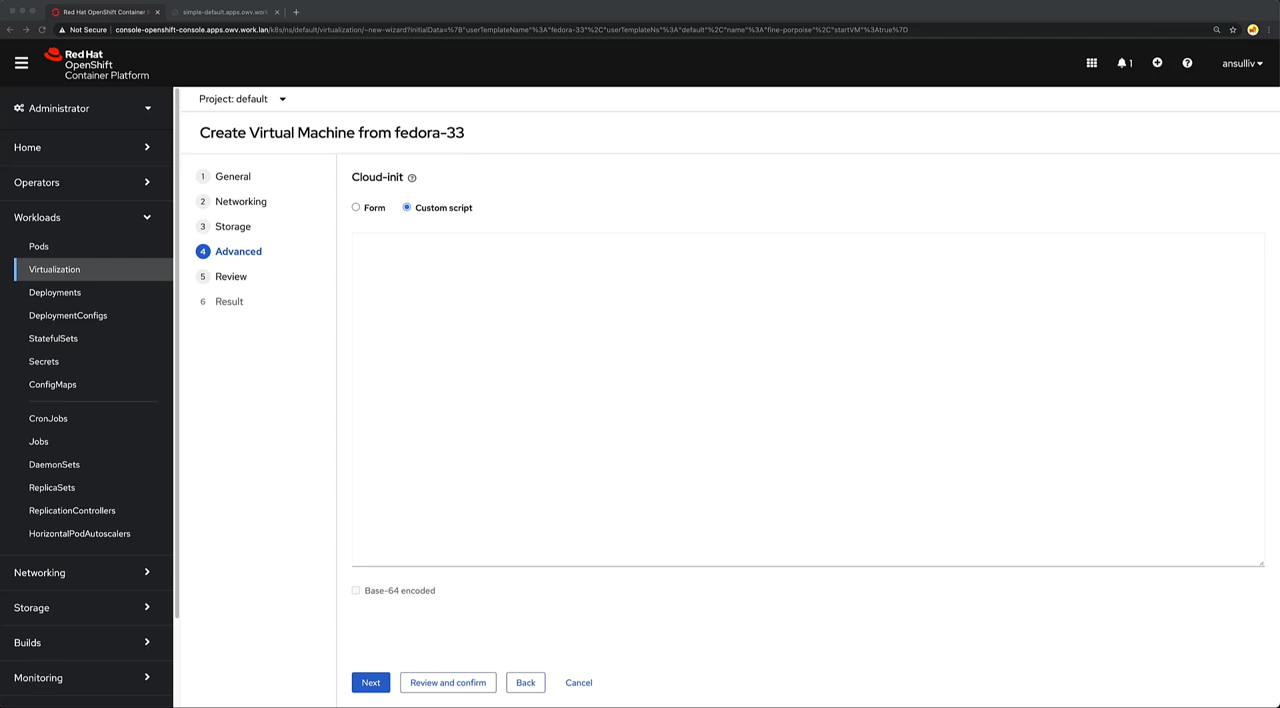 Red Hat OpenShift Container
simple-default.apps.owv.work
Not Secure
console-openshift-console.apps.owv.work.lan/k8s/ns/default/virtualization/~new-wizard?initialData=%7B"userTemplateName"%3A"fedora-33"%2C"userTemplateNs"%3A"default"%2C"name"%3A"fine-porpoise"%2C"startVM"%3Atrue%7D
Red Hat
OpenShift
Container Platform
1
ansulliv
Administrator
Home
Operators
Workloads
Pods
Virtualization
Deployments
DeploymentConfigs
StatefulSets
Secrets
ConfigMaps
CronJobs
Jobs
DaemonSets
ReplicaSets
ReplicationControllers
HorizontalPodAutoscalers
Networking
Storage
Builds
Monitoring
Project: default
Create Virtual Machine from fedora-33
1 General
2 Networking
3 Storage
4 Advanced
5 Review
6 Result
Cloud-init
Form
Custom script
Base-64 encoded
Next
Review and confirm
Back
Cancel